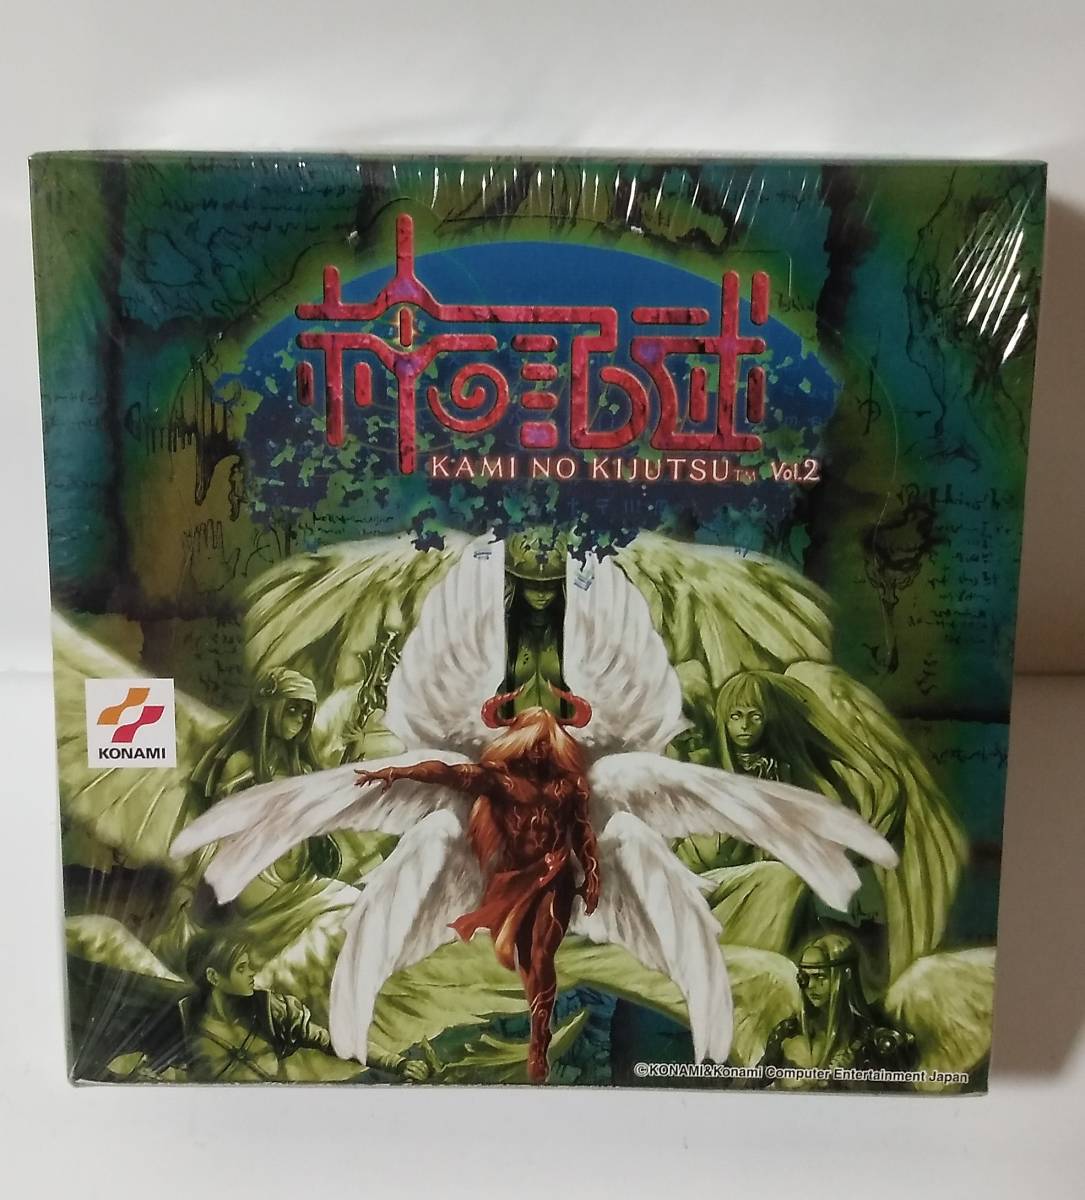 神の記述
KAMI NO KIJUTSU™ Vol.2
KONAMI
©KONAMI&Konami Computer Entertainment Japan